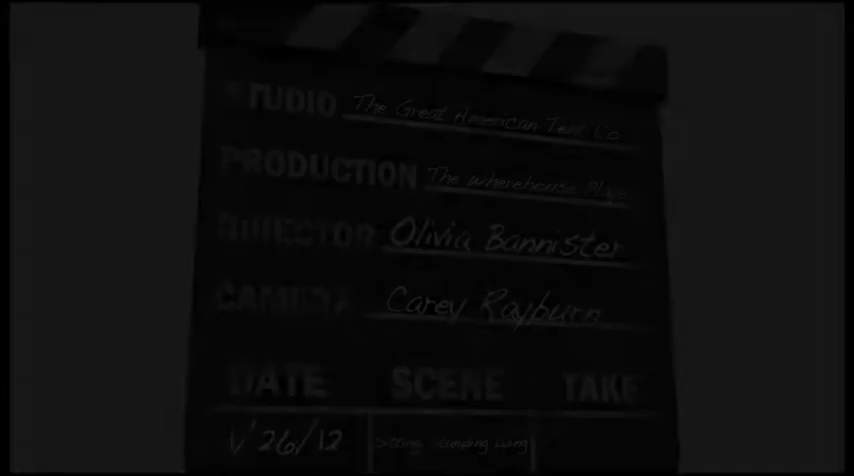 STUDIO The Great American Tent Co
PRODUCTION The wherehouse Plays
DIRECTOR Olivia Bannister
CAMERA Carey Rayburn
DATE SCENE TAKE
26/12